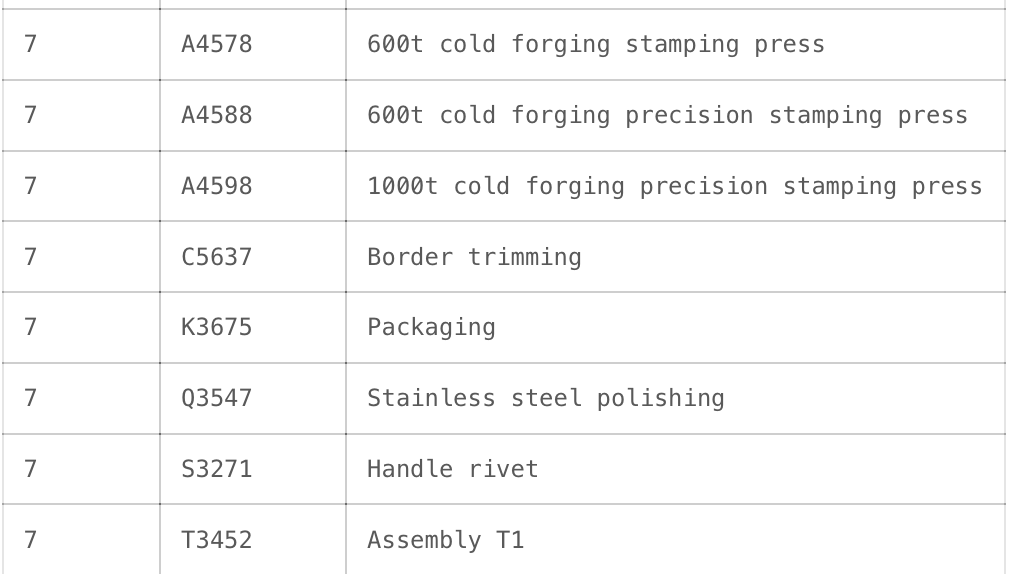 7 A4578 600t cold forging stamping press
7 A4588 600t cold forging precision stamping press
7 A4598 1000t cold forging precision stamping press
7 C5637 Border trimming
7 K3675 Packaging
7 Q3547 Stainless steel polishing
7 S3271 Handle rivet
7 T3452 Assembly T1